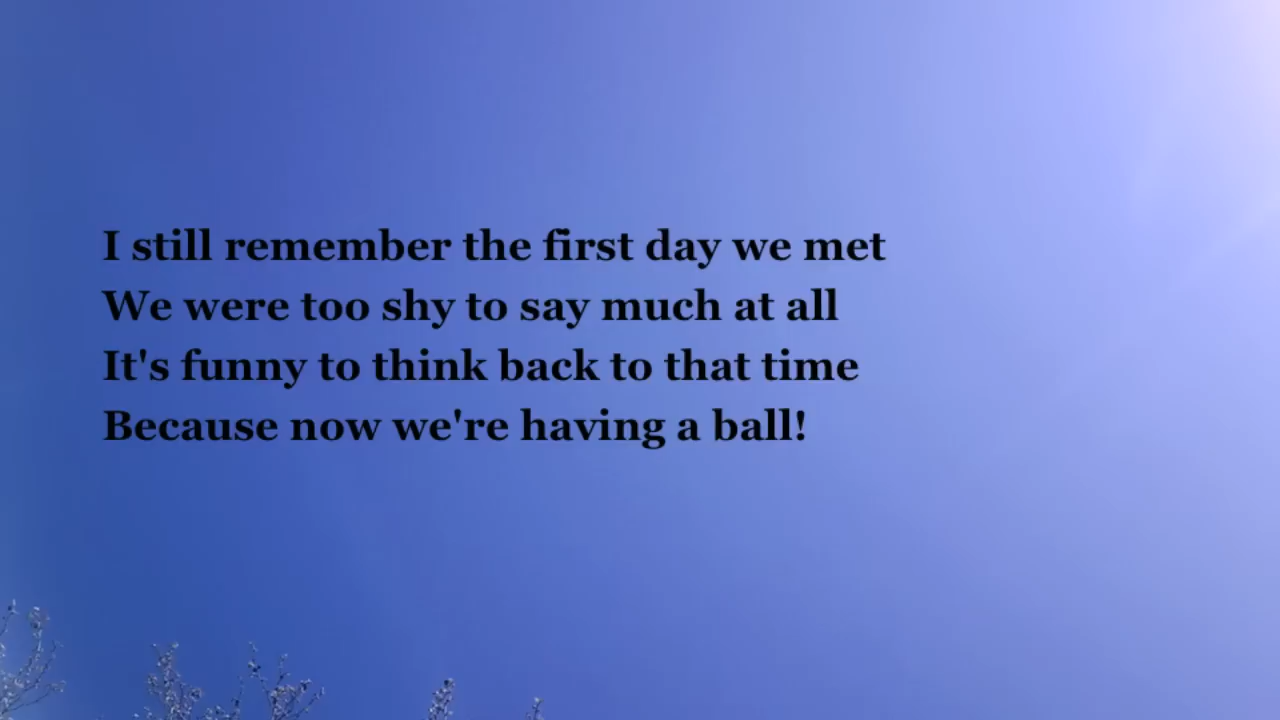 I still remember the first day we met
We were too shy to say much at all
It's funny to think back to that time
Because now we're having a ball!